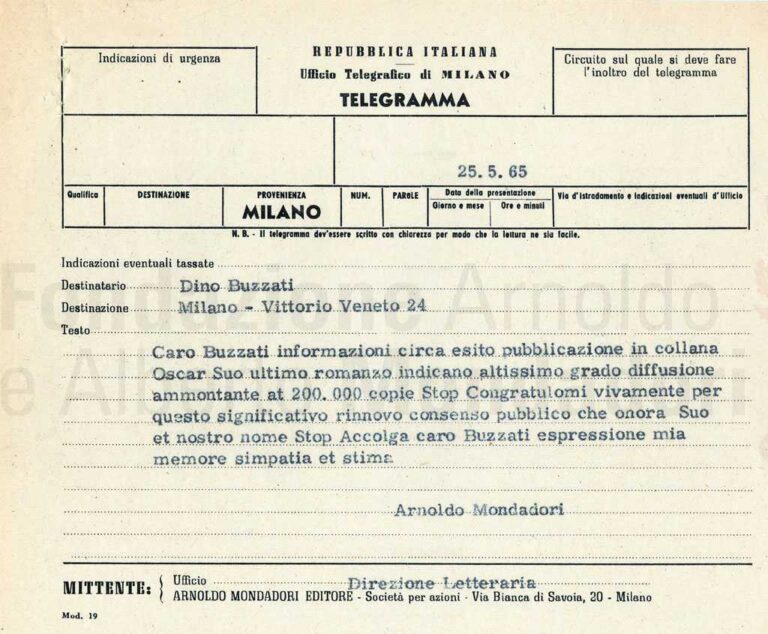 Indicazioni di urgenza
REPUBBLICA ITALIANA
Ufficio Telegrafico di MILANO
TELEGRAMMA
Circuito sul quale si deve fare
l'inoltro del telegramma
25.5.65
Qualifica
DESTINAZIONE
PROVENIENZA
MILANO
NUM.
PAROLE
Data della presentazione
Giorno e mese
Ore e minuti
Via d'istradamento e indicazioni eventuali d'Ufficio
N. B. - Il telegramma dev'essere scritto con chiarezza per modo che la lettura ne sia facile.
Indicazioni eventuali tassate
Destinatario Dino Buzzati
Destinazione Milano - Vittorio Veneto 24
Testo
Caro Buzzati informazioni circa esito pubblicazione in collana
Oscar Suo ultimo romanzo indicano altissimo grado diffusione
ammontante at 200.000 copie Stop Congratulomi vivamente per
questo significativo rinnovo consenso pubblico che onora Suo
et nostro nome Stop Accolga caro Buzzati espressione mia
memore simpatia et stima
Arnoldo Mondadori
MITTENTE: Ufficio Direzione Letteraria
ARNOLDO MONDADORI EDITORE - Società per azioni - Via Bianca di Savoia, 20 - Milano
Mod. 19
Fondazione Arnoldo